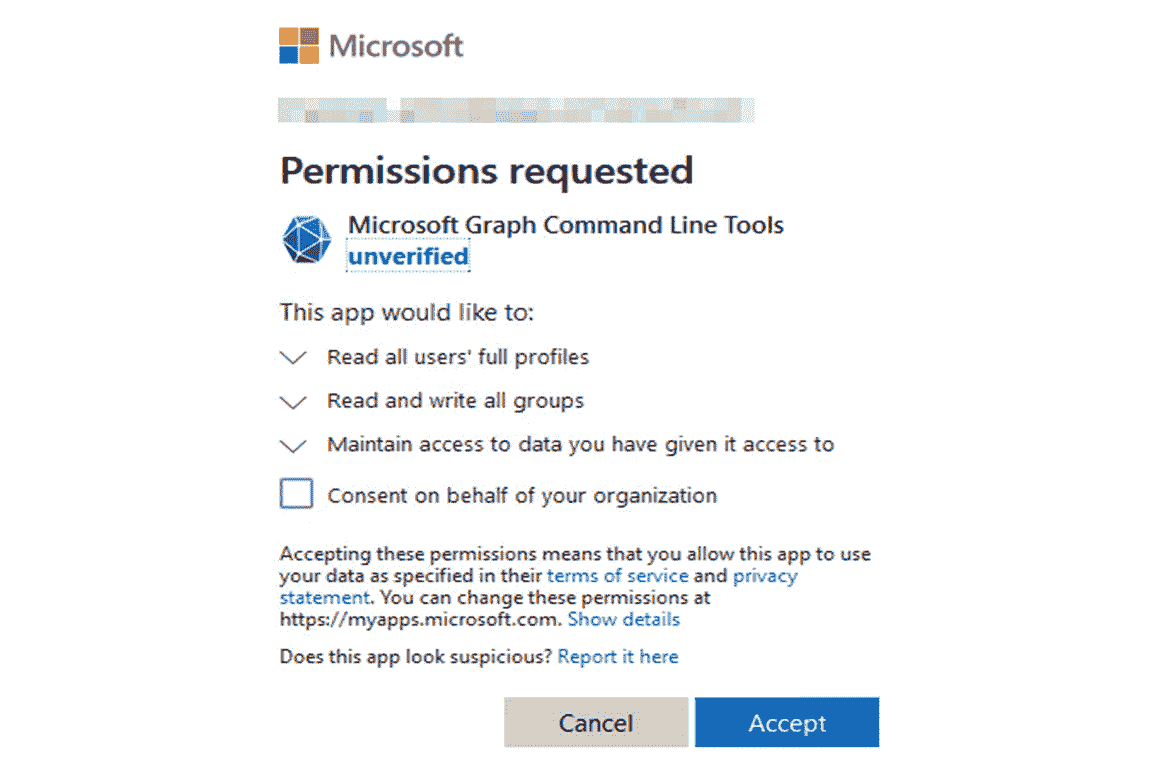 Microsoft
Permissions requested
Microsoft Graph Command Line Tools
unverified
This app would like to:
Read all users' full profiles
Read and write all groups
Maintain access to data you have given it access to
Consent on behalf of your organization
Accepting these permissions means that you allow this app to use
your data as specified in their terms of service and privacy
statement. You can change these permissions at
https://myapps.microsoft.com. Show details
Does this app look suspicious? Report it here
Cancel Accept